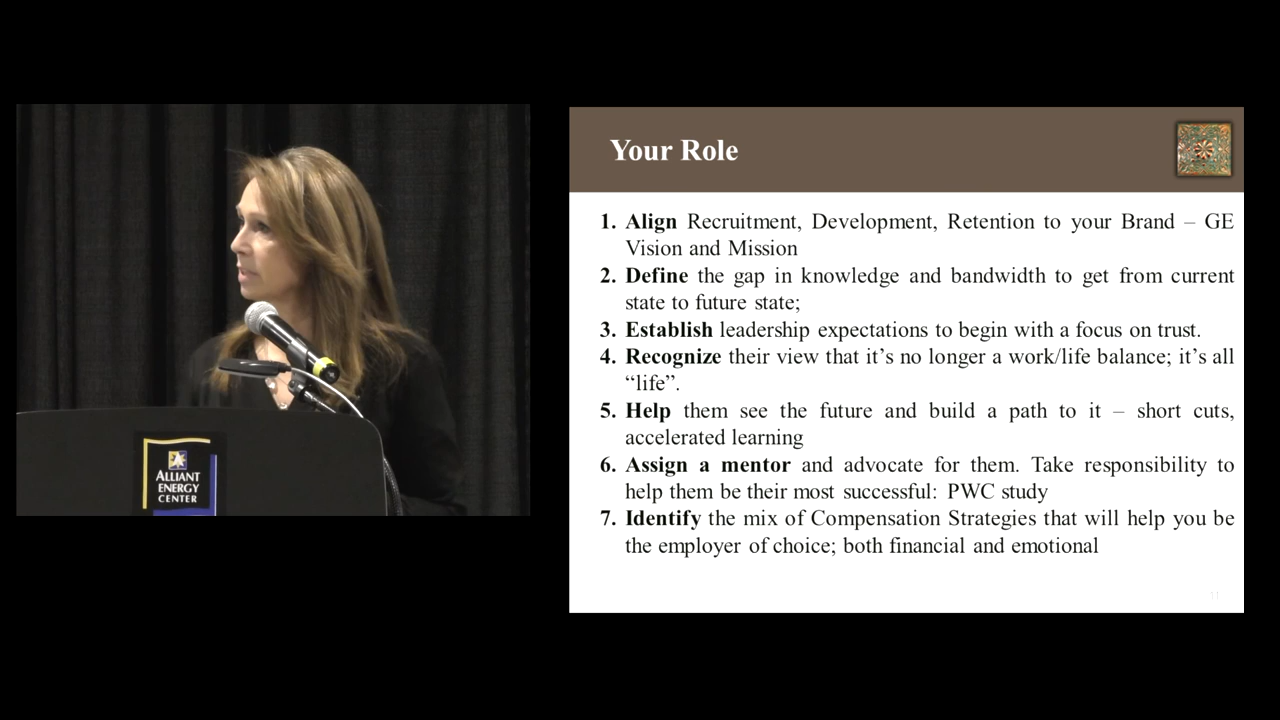 ALLIANT
ENERGY
CENTER
Your Role
1. Align Recruitment, Development, Retention to your Brand – GE
Vision and Mission
2. Define the gap in knowledge and bandwidth to get from current
state to future state;
3. Establish leadership expectations to begin with a focus on trust.
4. Recognize their view that it’s no longer a work/life balance; it’s all
“life”.
5. Help them see the future and build a path to it – short cuts,
accelerated learning
6. Assign a mentor and advocate for them. Take responsibility to
help them be their most successful: PWC study
7. Identify the mix of Compensation Strategies that will help you be
the employer of choice; both financial and emotional
11